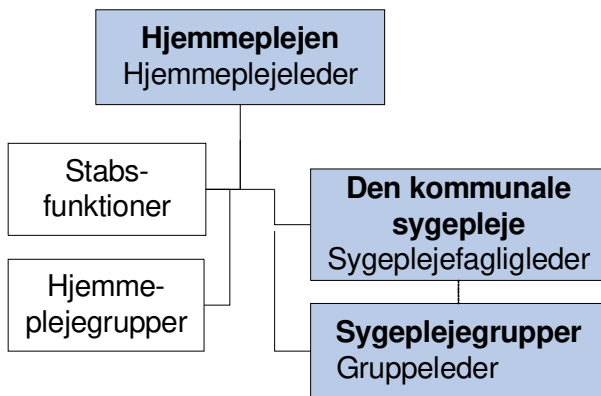 Hjemmeplejen
Hjemmeplejeleder
Stabs-
funktioner
Den kommunale
sygepleje
Sygeplejefagligleder
Hjemme-
plejegrupper
Sygeplejegrupper
Gruppeleder